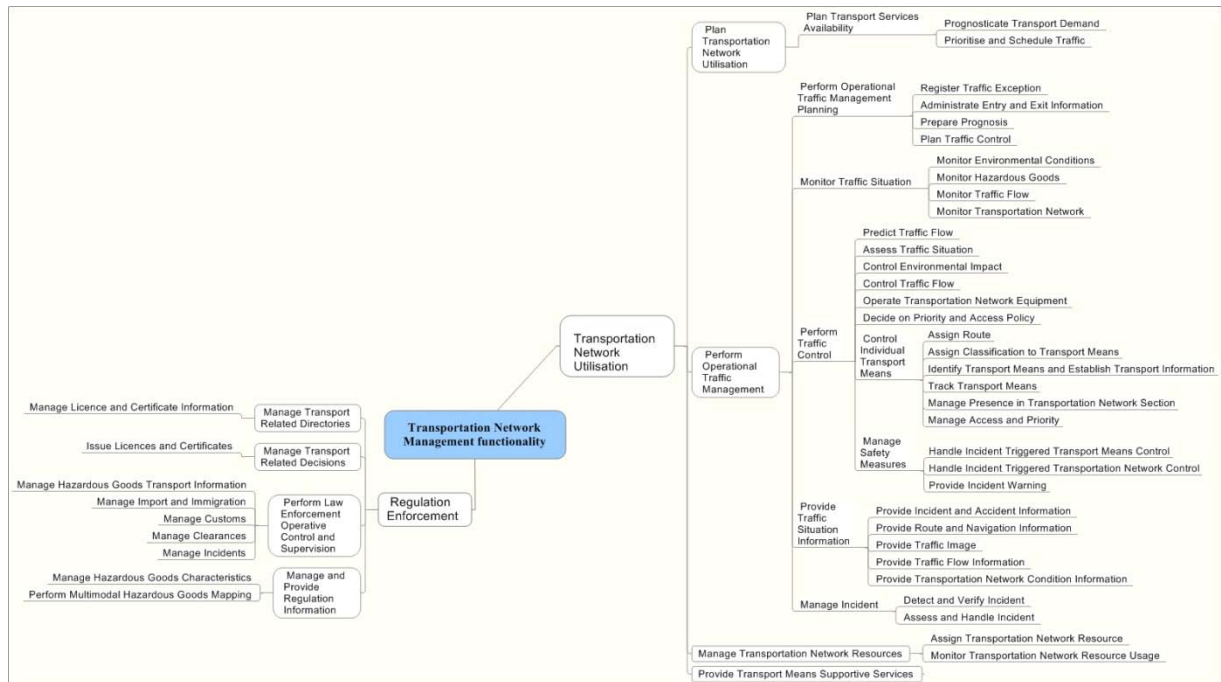 Transportation Network
Management functionality
Transportation
Network
Utilisation
Plan
Transportation
Network
Utilisation
Plan Transport Services
Availability
Prognosticate Transport Demand
Prioritise and Schedule Traffic
Perform
Operational
Traffic
Management
Perform Operational
Traffic Management
Planning
Register Traffic Exception
Administrate Entry and Exit Information
Prepare Prognosis
Plan Traffic Control
Monitor Traffic Situation
Monitor Environmental Conditions
Monitor Hazardous Goods
Monitor Traffic Flow
Monitor Transportation Network
Perform
Traffic
Control
Predict Traffic Flow
Assess Traffic Situation
Control Environmental Impact
Control Traffic Flow
Operate Transportation Network Equipment
Decide on Priority and Access Policy
Control
Individual
Transport
Means
Assign Route
Assign Classification to Transport Means
Identify Transport Means and Establish Transport Information
Track Transport Means
Manage Presence in Transportation Network Section
Manage Access and Priority
Manage
Safety
Measures
Handle Incident Triggered Transport Means Control
Handle Incident Triggered Transportation Network Control
Provide Incident Warning
Provide
Traffic
Situation
Information
Provide Incident and Accident Information
Provide Route and Navigation Information
Provide Traffic Image
Provide Traffic Flow Information
Provide Transportation Network Condition Information
Manage Incident
Detect and Verify Incident
Assess and Handle Incident
Manage Transportation Network Resources
Assign Transportation Network Resource
Monitor Transportation Network Resource Usage
Provide Transport Means Supportive Services
Regulation
Enforcement
Manage Transport
Related Directories
Manage Licence and Certificate Information
Manage Transport
Related Decisions
Issue Licences and Certificates
Perform Law
Enforcement
Operative
Control and
Supervision
Manage Hazardous Goods Transport Information
Manage Import and Immigration
Manage Customs
Manage Clearances
Manage Incidents
Manage and
Provide
Regulation
Information
Manage Hazardous Goods Characteristics
Perform Multimodal Hazardous Goods Mapping